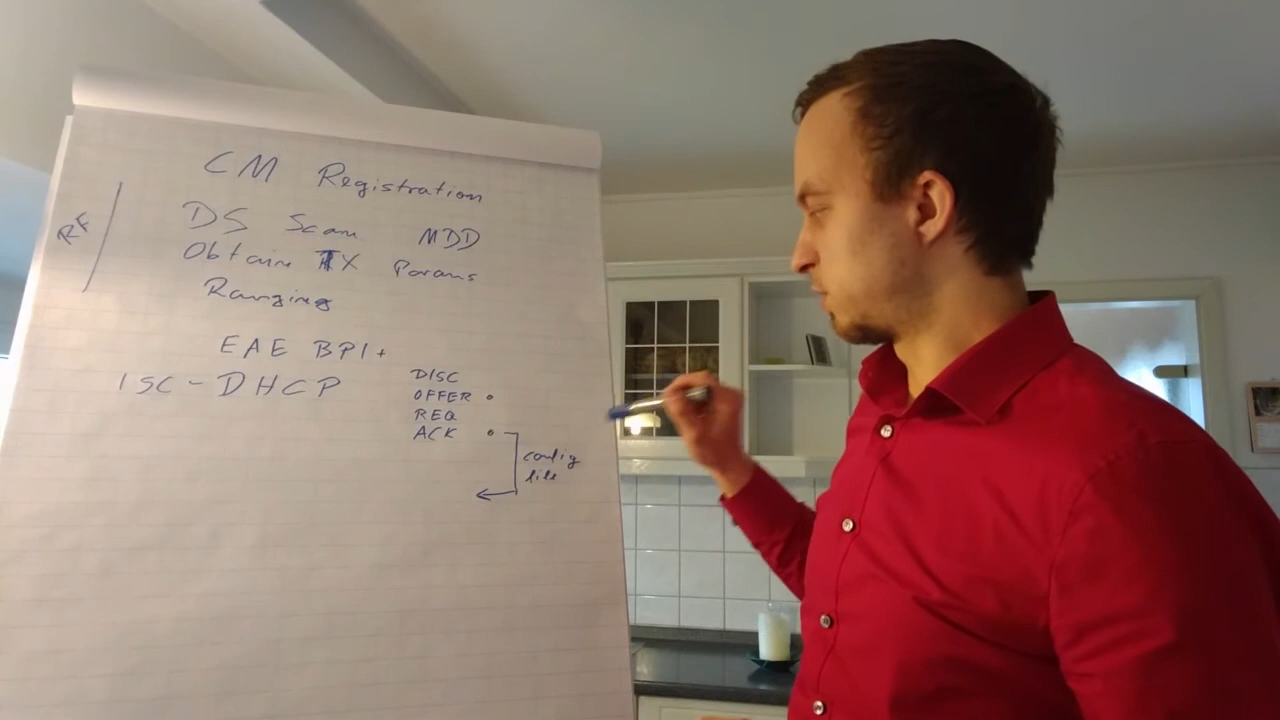 CM Registration
RF
DS Scan MDD
Obtain TX Params
Ranging
EAE BPI+
ISC-DHCP
DISC
OFFER
REQ
ACK
config
file